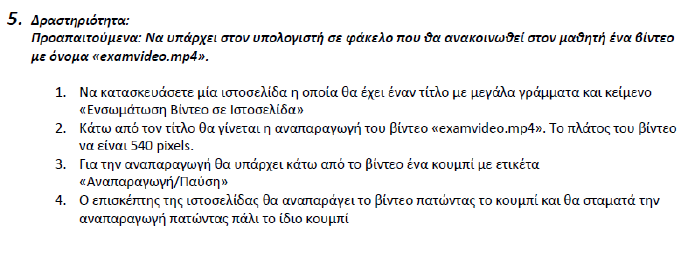 5. Δραστηριότητα:
Προαπαιτούμενα: Να υπάρχει στον υπολογιστή σε φάκελο που θα ανακοινωθεί στον μαθητή ένα βίντεο
με όνομα «examvideo.mp4».
1. Να κατασκευάσετε μία ιστοσελίδα η οποία θα έχει έναν τίτλο με μεγάλα γράμματα και κείμενο
«Ενσωμάτωση Βίντεο σε Ιστοσελίδα»
2. Κάτω από τον τίτλο θα γίνεται η αναπαραγωγή του βίντεο «examvideo.mp4». Το πλάτος του βίντεο
να είναι 540 pixels.
3. Για την αναπαραγωγή θα υπάρχει κάτω από το βίντεο ένα κουμπί με ετικέτα
«Αναπαραγωγή/Παύση»
4. Ο επισκέπτης της ιστοσελίδας θα αναπαράγει το βίντεο πατώντας το κουμπί και θα σταματά την
αναπαραγωγή πατώντας πάλι το ίδιο κουμπί